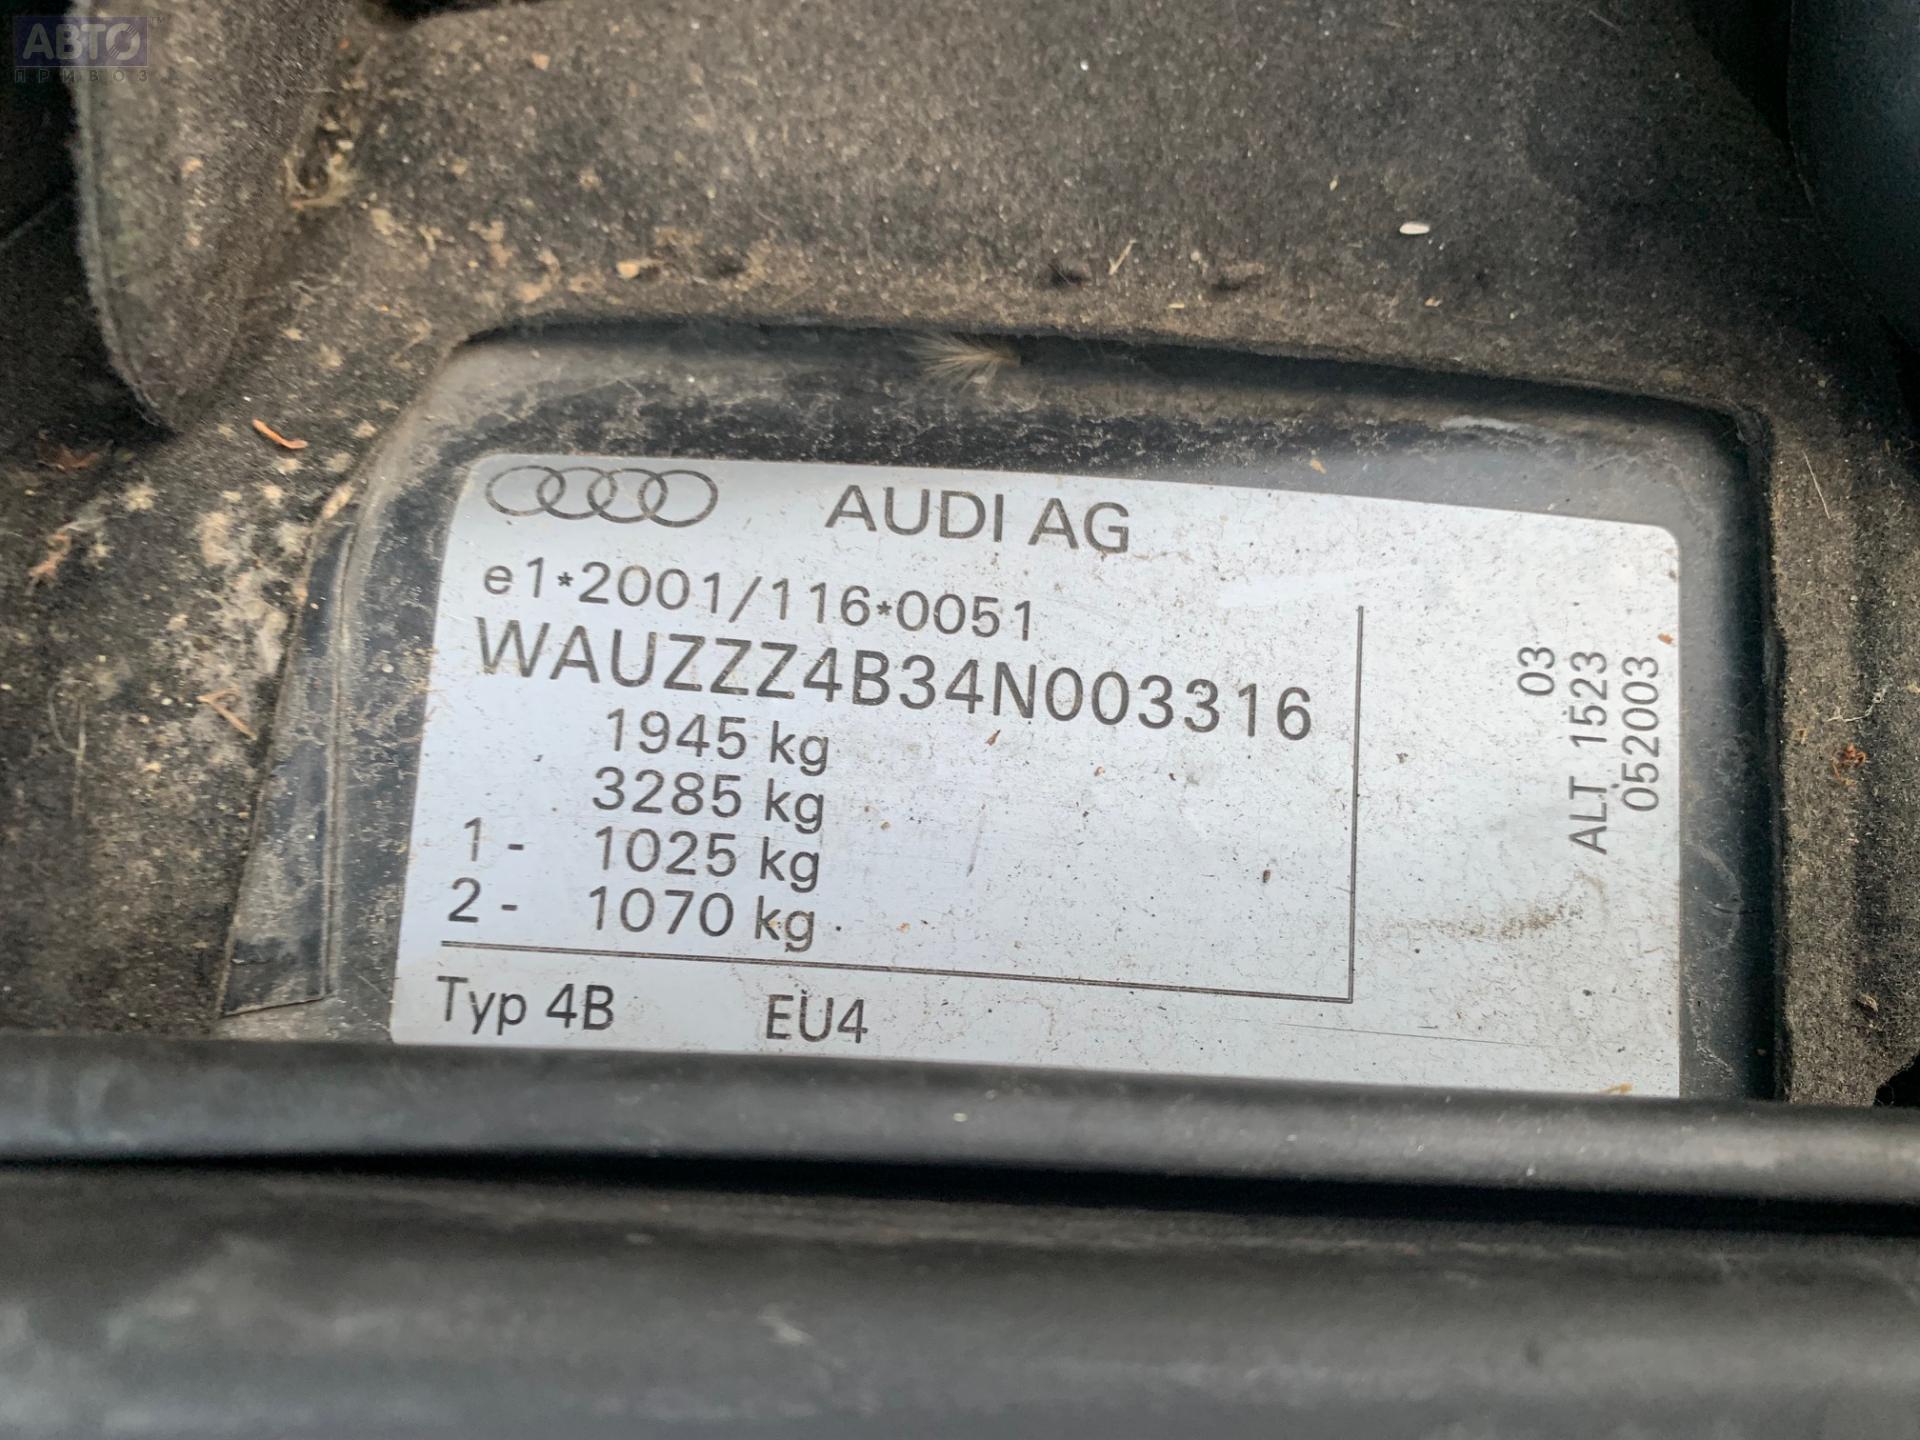 АВТО
ПРИВОЗ
AUDI AG
e1*2001/116*0051
WAUZZZ4B34N003316
1945 kg
3285 kg
1 - 1025 kg
2 - 1070 kg
Typ 4B EU4
03
ALT 1523
052003